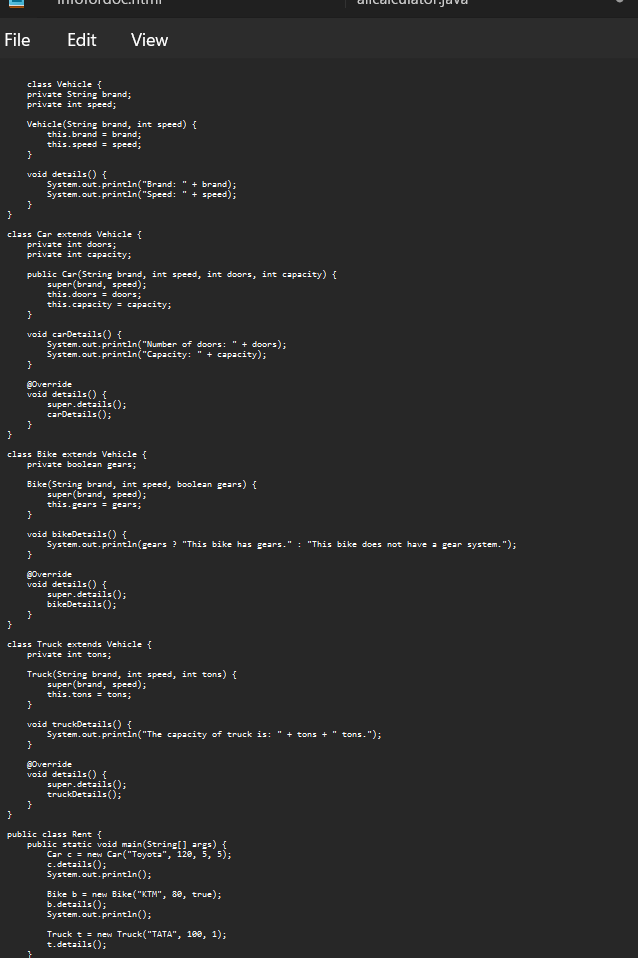 infofordoc.html
allcalculator.java
File Edit View
class Vehicle {
private String brand;
private int speed;
Vehicle(String brand, int speed) {
this.brand = brand;
this.speed = speed;
}
void details() {
System.out.println("Brand: " + brand);
System.out.println("Speed: " + speed);
}
}
class Car extends Vehicle {
private int doors;
private int capacity;
public Car(String brand, int speed, int doors, int capacity) {
super(brand, speed);
this.doors = doors;
this.capacity = capacity;
}
void carDetails() {
System.out.println("Number of doors: " + doors);
System.out.println("Capacity: " + capacity);
}
@Override
void details() {
super.details();
carDetails();
}
}
class Bike extends Vehicle {
private boolean gears;
Bike(String brand, int speed, boolean gears) {
super(brand, speed);
this.gears = gears;
}
void bikeDetails() {
System.out.println(gears ? "This bike has gears." : "This bike does not have a gear system.");
}
@Override
void details() {
super.details();
bikeDetails();
}
}
class Truck extends Vehicle {
private int tons;
Truck(String brand, int speed, int tons) {
super(brand, speed);
this.tons = tons;
}
void truckDetails() {
System.out.println("The capacity of truck is: " + tons + " tons.");
}
@Override
void details() {
super.details();
truckDetails();
}
}
public class Rent {
public static void main(String[] args) {
Car c = new Car("Toyota", 120, 5, 5);
c.details();
System.out.println();
Bike b = new Bike("KTM", 80, true);
b.details();
System.out.println();
Truck t = new Truck("TATA", 100, 1);
t.details();
}